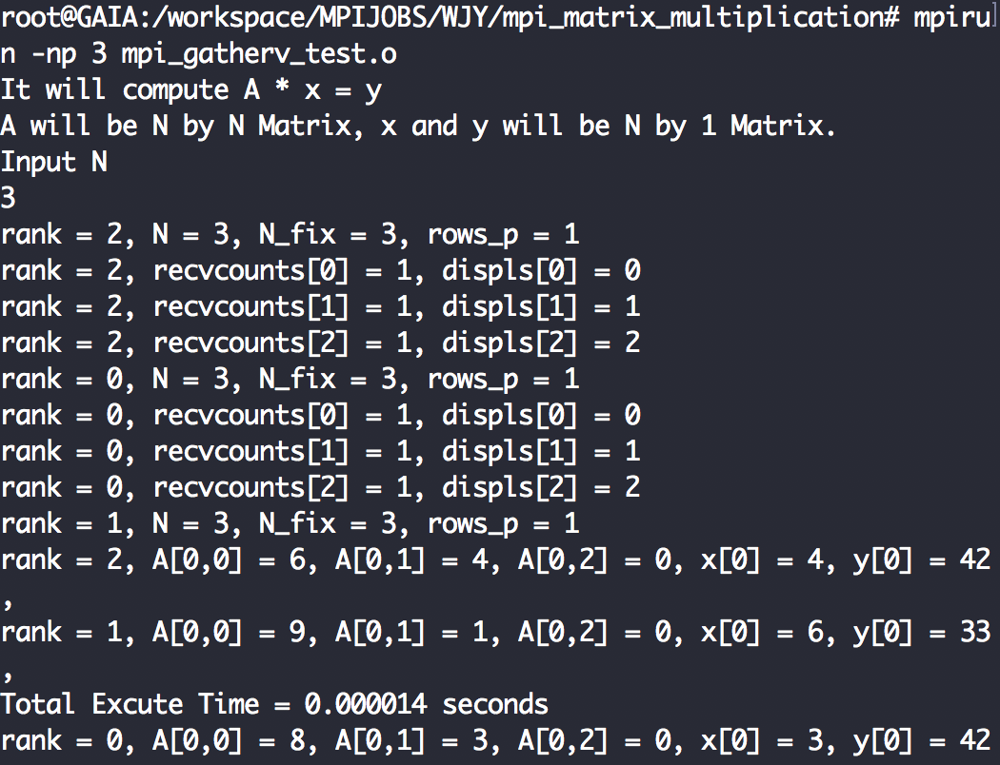 root@GAIA:/workspace/MPIJOBS/WJY/mpi_matrix_multiplication# mpiru
n -np 3 mpi_gatherv_test.o
It will compute A * x = y
A will be N by N Matrix, x and y will be N by 1 Matrix.
Input N
3
rank = 2, N = 3, N_fix = 3, rows_p = 1
rank = 2, recvcounts[0] = 1, displs[0] = 0
rank = 2, recvcounts[1] = 1, displs[1] = 1
rank = 2, recvcounts[2] = 1, displs[2] = 2
rank = 0, N = 3, N_fix = 3, rows_p = 1
rank = 0, recvcounts[0] = 1, displs[0] = 0
rank = 0, recvcounts[1] = 1, displs[1] = 1
rank = 0, recvcounts[2] = 1, displs[2] = 2
rank = 1, N = 3, N_fix = 3, rows_p = 1
rank = 2, A[0,0] = 6, A[0,1] = 4, A[0,2] = 0, x[0] = 4, y[0] = 42
,
rank = 1, A[0,0] = 9, A[0,1] = 1, A[0,2] = 0, x[0] = 6, y[0] = 33
,
Total Excute Time = 0.000014 seconds
rank = 0, A[0,0] = 8, A[0,1] = 3, A[0,2] = 0, x[0] = 3, y[0] = 42